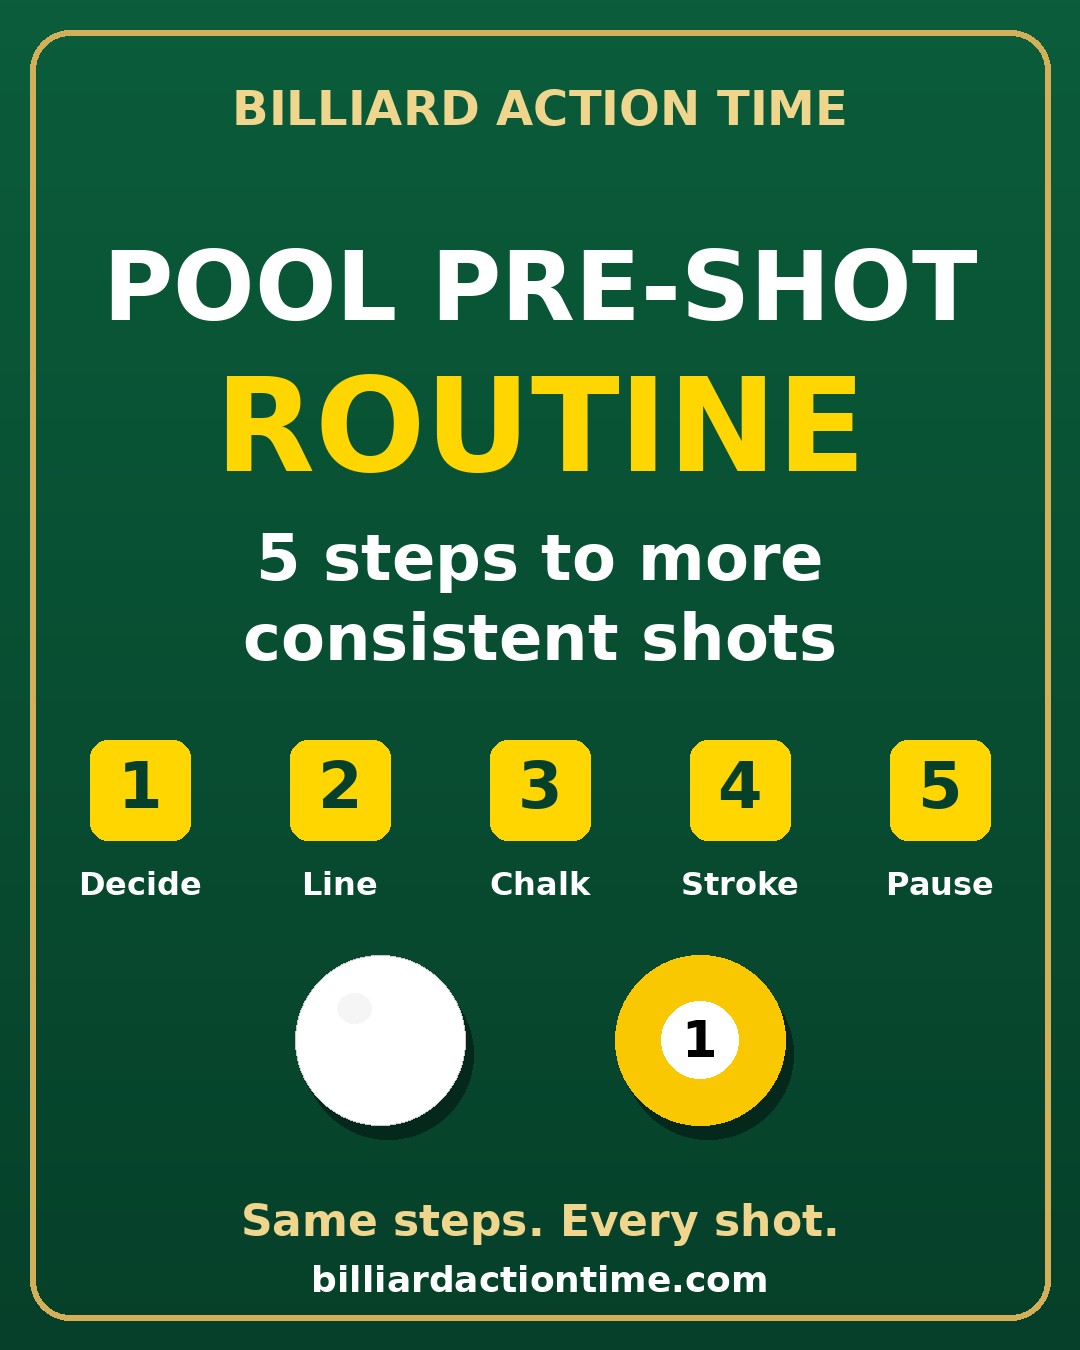 BILLIARD ACTION TIME
POOL PRE-SHOT
ROUTINE
5 steps to more
consistent shots
1 2 3 4 5
Decide Line Chalk Stroke Pause
1
Same steps. Every shot.
billiardactiontime.com